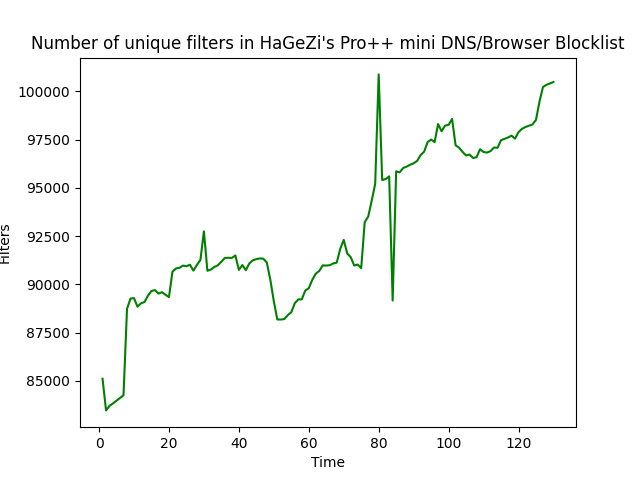 Number of unique filters in HaGeZi's Pro++ mini DNS/Browser Blocklist
100000
97500
95000
92500
90000
87500
85000
Filters
0 20 40 60 80 100 120
Time